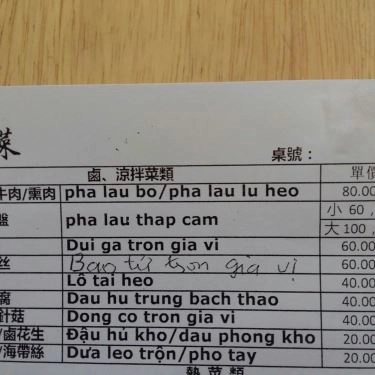 菜
桌號：
鹵、涼拌菜類 單價
牛肉/熏肉 pha lau bo/pha lau lu heo 80.00
盤 pha lau thap cam 小 60,
大 100,
Dui ga tron gia vi 60.00
丝 Bao tử trộn gia vị 60.00
Lô tai heo 40.00
腐 Dau hu trung bach thao 40.00
針菇 Dong co tron gia vi 40.00
/鹵花生 Đậu hủ kho/dau phong kho 20.00
/海帶絲 Dưa leo trộn/pho tay 20.00
熱 菜 類